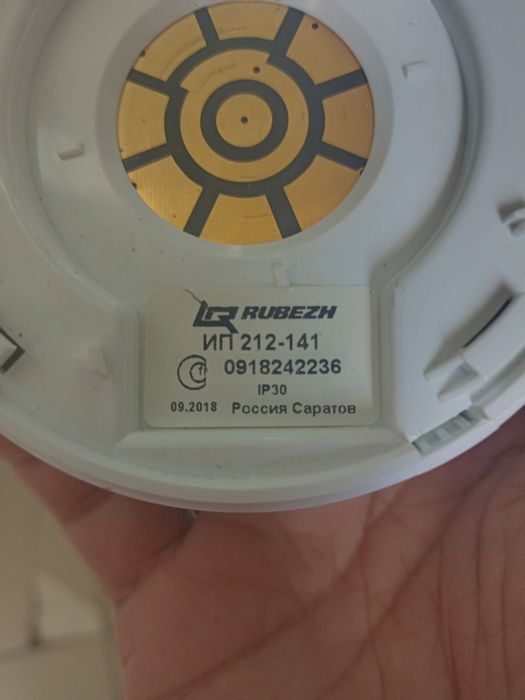 RUBEZH
ИП 212-141
0918242236
IP30
09.2018 Россия Саратов